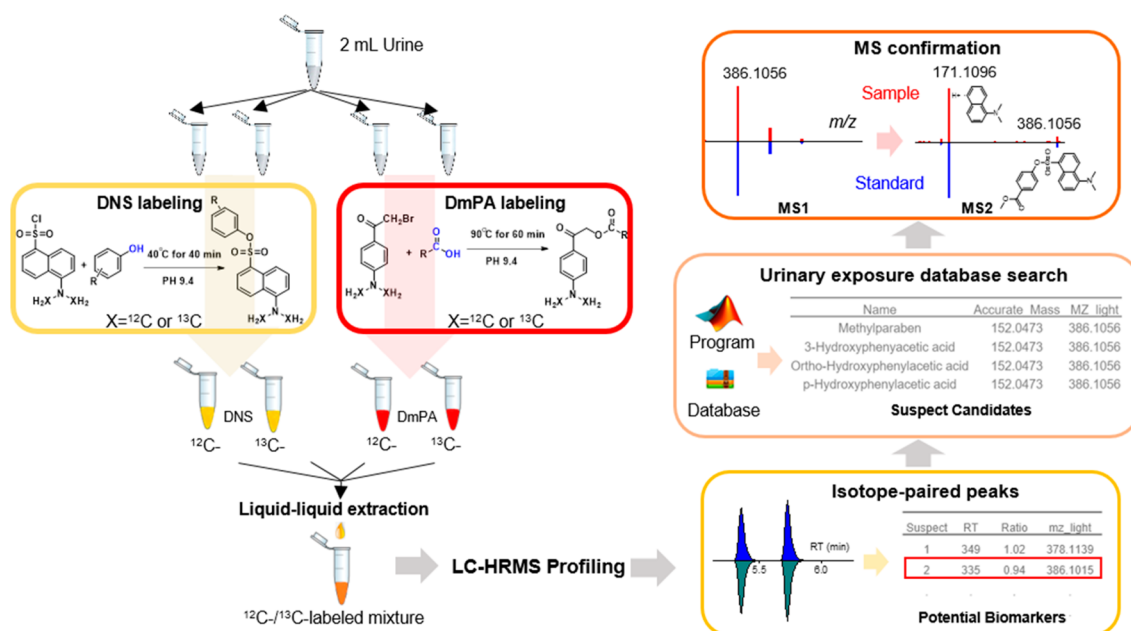 2 mL Urine
DNS labeling
Cl
O=S=O
+
R
OH
40℃ for 40 min
PH 9.4
R
O
O=S=O
H₂X
N
XH₂
H₂X
N
XH₂
X=¹²C or ¹³C
DmPA labeling
O
CH₂Br
+
R
O
C
OH
90℃ for 60 min
PH 9.4
O
O
O
R
H₂X
N
XH₂
H₂X
N
XH₂
X=¹²C or ¹³C
DNS
¹²C-
¹³C-
DmPA
¹²C-
¹³C-
Liquid-liquid extraction
¹²C-/¹³C-labeled mixture
LC-HRMS Profiling
MS confirmation
386.1056
Sample
m/z
Standard
MS1
171.1096
H
N
386.1056
O
O=S=O
N
O
O
MS2
Urinary exposure database search
Program
Database
Name Accurate_Mass MZ_light
Methylparaben 152.0473 386.1056
3-Hydroxyphenyacetic acid 152.0473 386.1056
Ortho-Hydroxyphenylacetic acid 152.0473 386.1056
p-Hydroxyphenylacetic acid 152.0473 386.1056
Suspect Candidates
Isotope-paired peaks
RT (min)
5.5 6.0
Suspect RT Ratio mz_light
1 349 1.02 378.1139
2 335 0.94 386.1015
. . . .
Potential Biomarkers